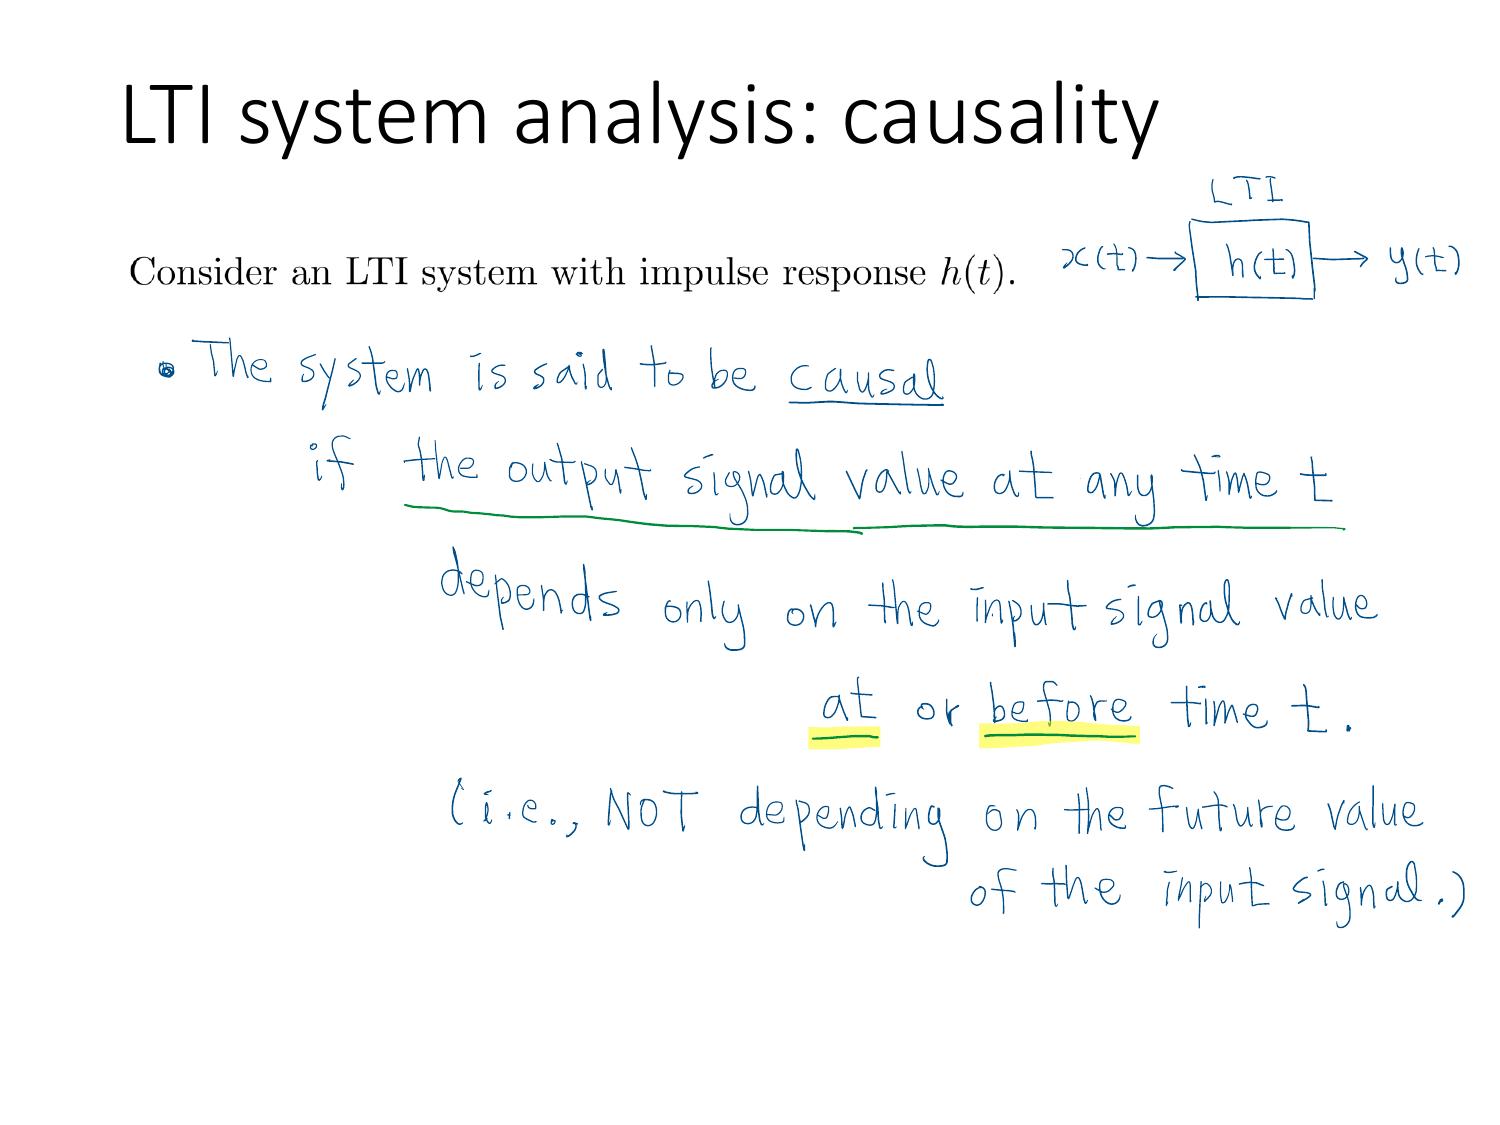 LTI system analysis: causality
LTI
Consider an LTI system with impulse response h(t).
x(t) → h(t) → y(t)
• The system is said to be causal
if the output signal value at any time t
depends only on the input signal value
at or before time t.
(i.e., NOT depending on the future value
of the input signal.)